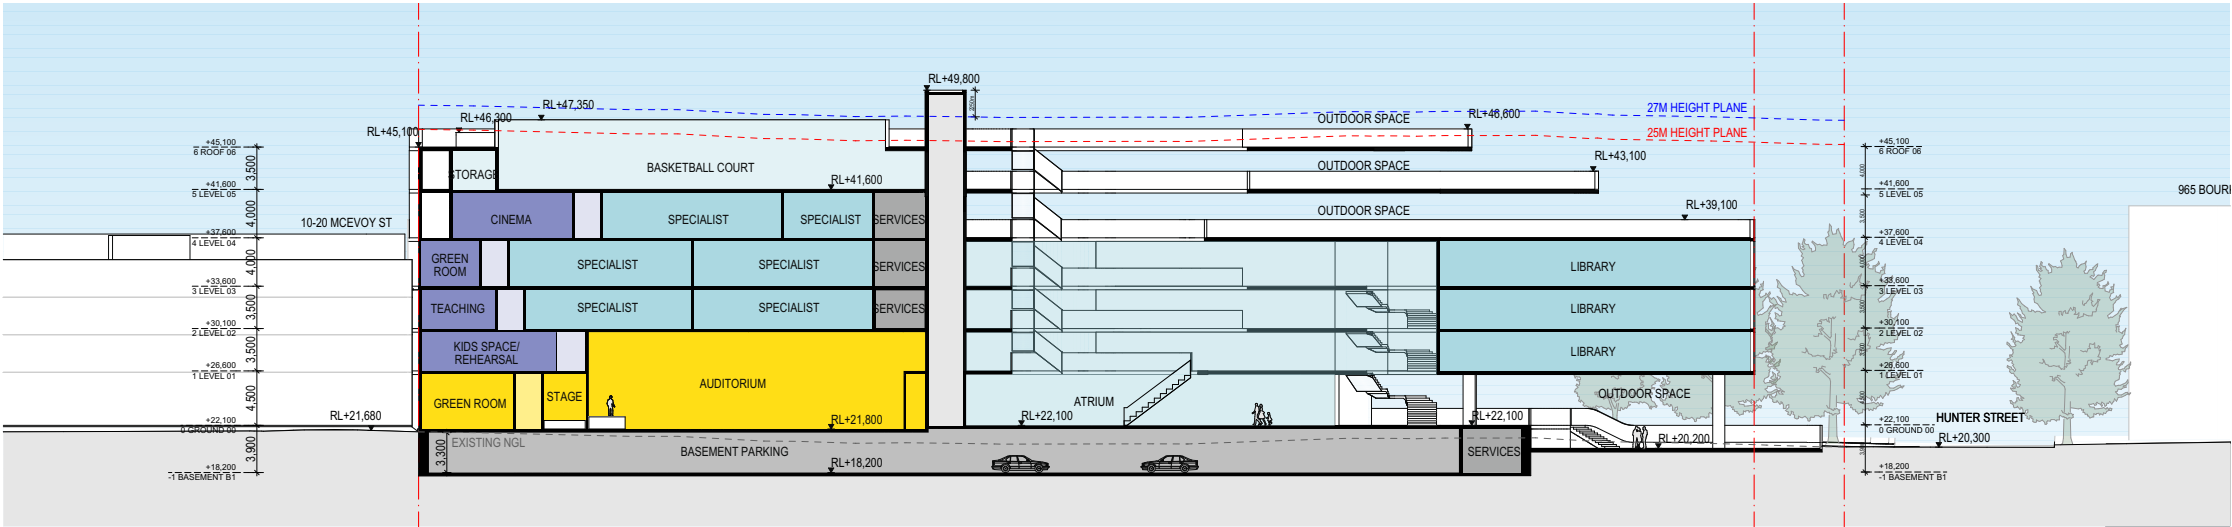 RL+49,800
250m
RL+47,350
27M HEIGHT PLANE
RL+46,300
RL+46,600
OUTDOOR SPACE
RL+45,100
25M HEIGHT PLANE
+45,100
6 ROOF 06
+45,100
6 ROOF 06
3,500
STORAGE
BASKETBALL COURT
OUTDOOR SPACE
RL+43,100
4,000
+41,600
5 LEVEL 05
RL+41,600
+41,600
5 LEVEL 05
965 BOUR
4,000
10-20 MCEVOY ST
CINEMA
SPECIALIST
SPECIALIST
SERVICES
OUTDOOR SPACE
RL+39,100
3,500
+37,600
4 LEVEL 04
+37,600
4 LEVEL 04
4,000
GREEN
ROOM
SPECIALIST
SPECIALIST
SERVICES
LIBRARY
4,000
+33,600
3 LEVEL 03
+33,600
3 LEVEL 03
3,500
TEACHING
SPECIALIST
SPECIALIST
SERVICES
LIBRARY
3,500
+30,100
2 LEVEL 02
+30,100
2 LEVEL 02
3,500
KIDS SPACE/
REHEARSAL
LIBRARY
+26,600
1 LEVEL 01
+26,600
1 LEVEL 01
4,500
GREEN ROOM
STAGE
AUDITORIUM
ATRIUM
OUTDOOR SPACE
RL+21,680
+22,100
0 GROUND 00
RL+21,800
RL+22,100
RL+22,100
+22,100
0 GROUND 00
HUNTER STREET
3,900
3,300
EXISTING NGL
BASEMENT PARKING
SERVICES
RL+20,200
RL+20,300
+18,200
-1 BASEMENT B1
RL+18,200
+18,200
-1 BASEMENT B1